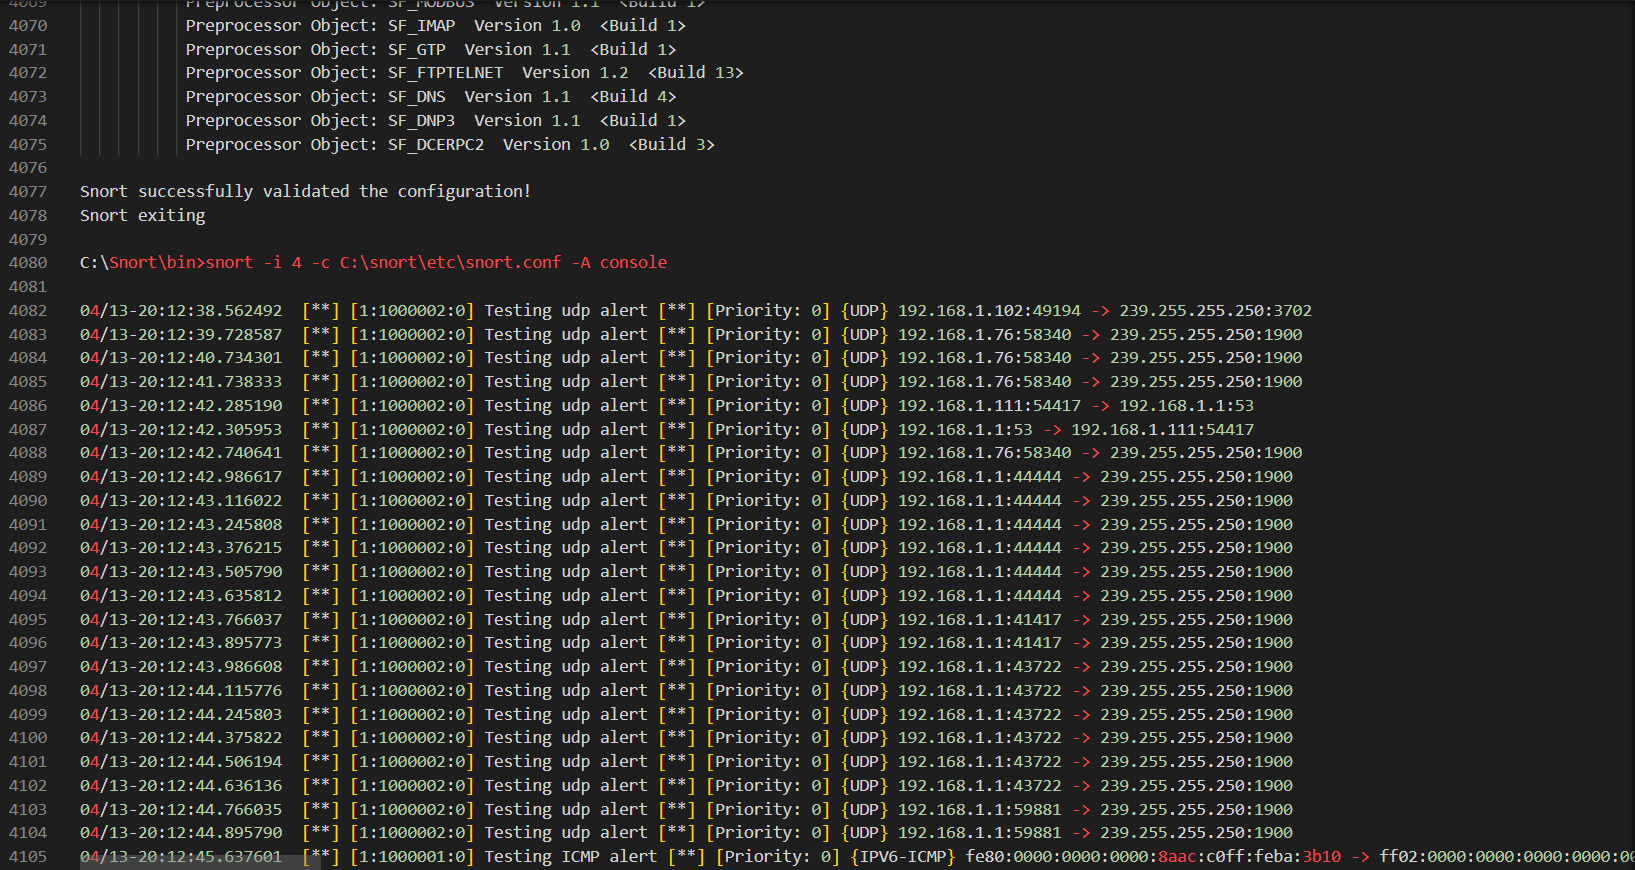 4069 Preprocessor Object: SF_MODBUS Version 1.1 <Build 1>
4070 Preprocessor Object: SF_IMAP Version 1.0 <Build 1>
4071 Preprocessor Object: SF_GTP Version 1.1 <Build 1>
4072 Preprocessor Object: SF_FTPTELNET Version 1.2 <Build 13>
4073 Preprocessor Object: SF_DNS Version 1.1 <Build 4>
4074 Preprocessor Object: SF_DNP3 Version 1.1 <Build 1>
4075 Preprocessor Object: SF_DCERPC2 Version 1.0 <Build 3>
4076
4077 Snort successfully validated the configuration!
4078 Snort exiting
4079
4080 C:\Snort\bin>snort -i 4 -c C:\snort\etc\snort.conf -A console
4081
4082 04/13-20:12:38.562492 [**] [1:1000002:0] Testing udp alert [**] [Priority: 0] {UDP} 192.168.1.102:49194 -> 239.255.255.250:3702
4083 04/13-20:12:39.728587 [**] [1:1000002:0] Testing udp alert [**] [Priority: 0] {UDP} 192.168.1.76:58340 -> 239.255.255.250:1900
4084 04/13-20:12:40.734301 [**] [1:1000002:0] Testing udp alert [**] [Priority: 0] {UDP} 192.168.1.76:58340 -> 239.255.255.250:1900
4085 04/13-20:12:41.738333 [**] [1:1000002:0] Testing udp alert [**] [Priority: 0] {UDP} 192.168.1.76:58340 -> 239.255.255.250:1900
4086 04/13-20:12:42.285190 [**] [1:1000002:0] Testing udp alert [**] [Priority: 0] {UDP} 192.168.1.111:54417 -> 192.168.1.1:53
4087 04/13-20:12:42.305953 [**] [1:1000002:0] Testing udp alert [**] [Priority: 0] {UDP} 192.168.1.1:53 -> 192.168.1.111:54417
4088 04/13-20:12:42.740641 [**] [1:1000002:0] Testing udp alert [**] [Priority: 0] {UDP} 192.168.1.76:58340 -> 239.255.255.250:1900
4089 04/13-20:12:42.986617 [**] [1:1000002:0] Testing udp alert [**] [Priority: 0] {UDP} 192.168.1.1:44444 -> 239.255.255.250:1900
4090 04/13-20:12:43.116022 [**] [1:1000002:0] Testing udp alert [**] [Priority: 0] {UDP} 192.168.1.1:44444 -> 239.255.255.250:1900
4091 04/13-20:12:43.245808 [**] [1:1000002:0] Testing udp alert [**] [Priority: 0] {UDP} 192.168.1.1:44444 -> 239.255.255.250:1900
4092 04/13-20:12:43.376215 [**] [1:1000002:0] Testing udp alert [**] [Priority: 0] {UDP} 192.168.1.1:44444 -> 239.255.255.250:1900
4093 04/13-20:12:43.505790 [**] [1:1000002:0] Testing udp alert [**] [Priority: 0] {UDP} 192.168.1.1:44444 -> 239.255.255.250:1900
4094 04/13-20:12:43.635812 [**] [1:1000002:0] Testing udp alert [**] [Priority: 0] {UDP} 192.168.1.1:44444 -> 239.255.255.250:1900
4095 04/13-20:12:43.766037 [**] [1:1000002:0] Testing udp alert [**] [Priority: 0] {UDP} 192.168.1.1:41417 -> 239.255.255.250:1900
4096 04/13-20:12:43.895773 [**] [1:1000002:0] Testing udp alert [**] [Priority: 0] {UDP} 192.168.1.1:41417 -> 239.255.255.250:1900
4097 04/13-20:12:43.986608 [**] [1:1000002:0] Testing udp alert [**] [Priority: 0] {UDP} 192.168.1.1:43722 -> 239.255.255.250:1900
4098 04/13-20:12:44.115776 [**] [1:1000002:0] Testing udp alert [**] [Priority: 0] {UDP} 192.168.1.1:43722 -> 239.255.255.250:1900
4099 04/13-20:12:44.245803 [**] [1:1000002:0] Testing udp alert [**] [Priority: 0] {UDP} 192.168.1.1:43722 -> 239.255.255.250:1900
4100 04/13-20:12:44.375822 [**] [1:1000002:0] Testing udp alert [**] [Priority: 0] {UDP} 192.168.1.1:43722 -> 239.255.255.250:1900
4101 04/13-20:12:44.506194 [**] [1:1000002:0] Testing udp alert [**] [Priority: 0] {UDP} 192.168.1.1:43722 -> 239.255.255.250:1900
4102 04/13-20:12:44.636136 [**] [1:1000002:0] Testing udp alert [**] [Priority: 0] {UDP} 192.168.1.1:43722 -> 239.255.255.250:1900
4103 04/13-20:12:44.766035 [**] [1:1000002:0] Testing udp alert [**] [Priority: 0] {UDP} 192.168.1.1:59881 -> 239.255.255.250:1900
4104 04/13-20:12:44.895790 [**] [1:1000002:0] Testing udp alert [**] [Priority: 0] {UDP} 192.168.1.1:59881 -> 239.255.255.250:1900
4105 04/13-20:12:45.637601 [**] [1:1000001:0] Testing ICMP alert [**] [Priority: 0] {IPV6-ICMP} fe80:0000:0000:0000:8aac:c0ff:feba:3b10 -> ff02:0000:0000:0000:0000:00